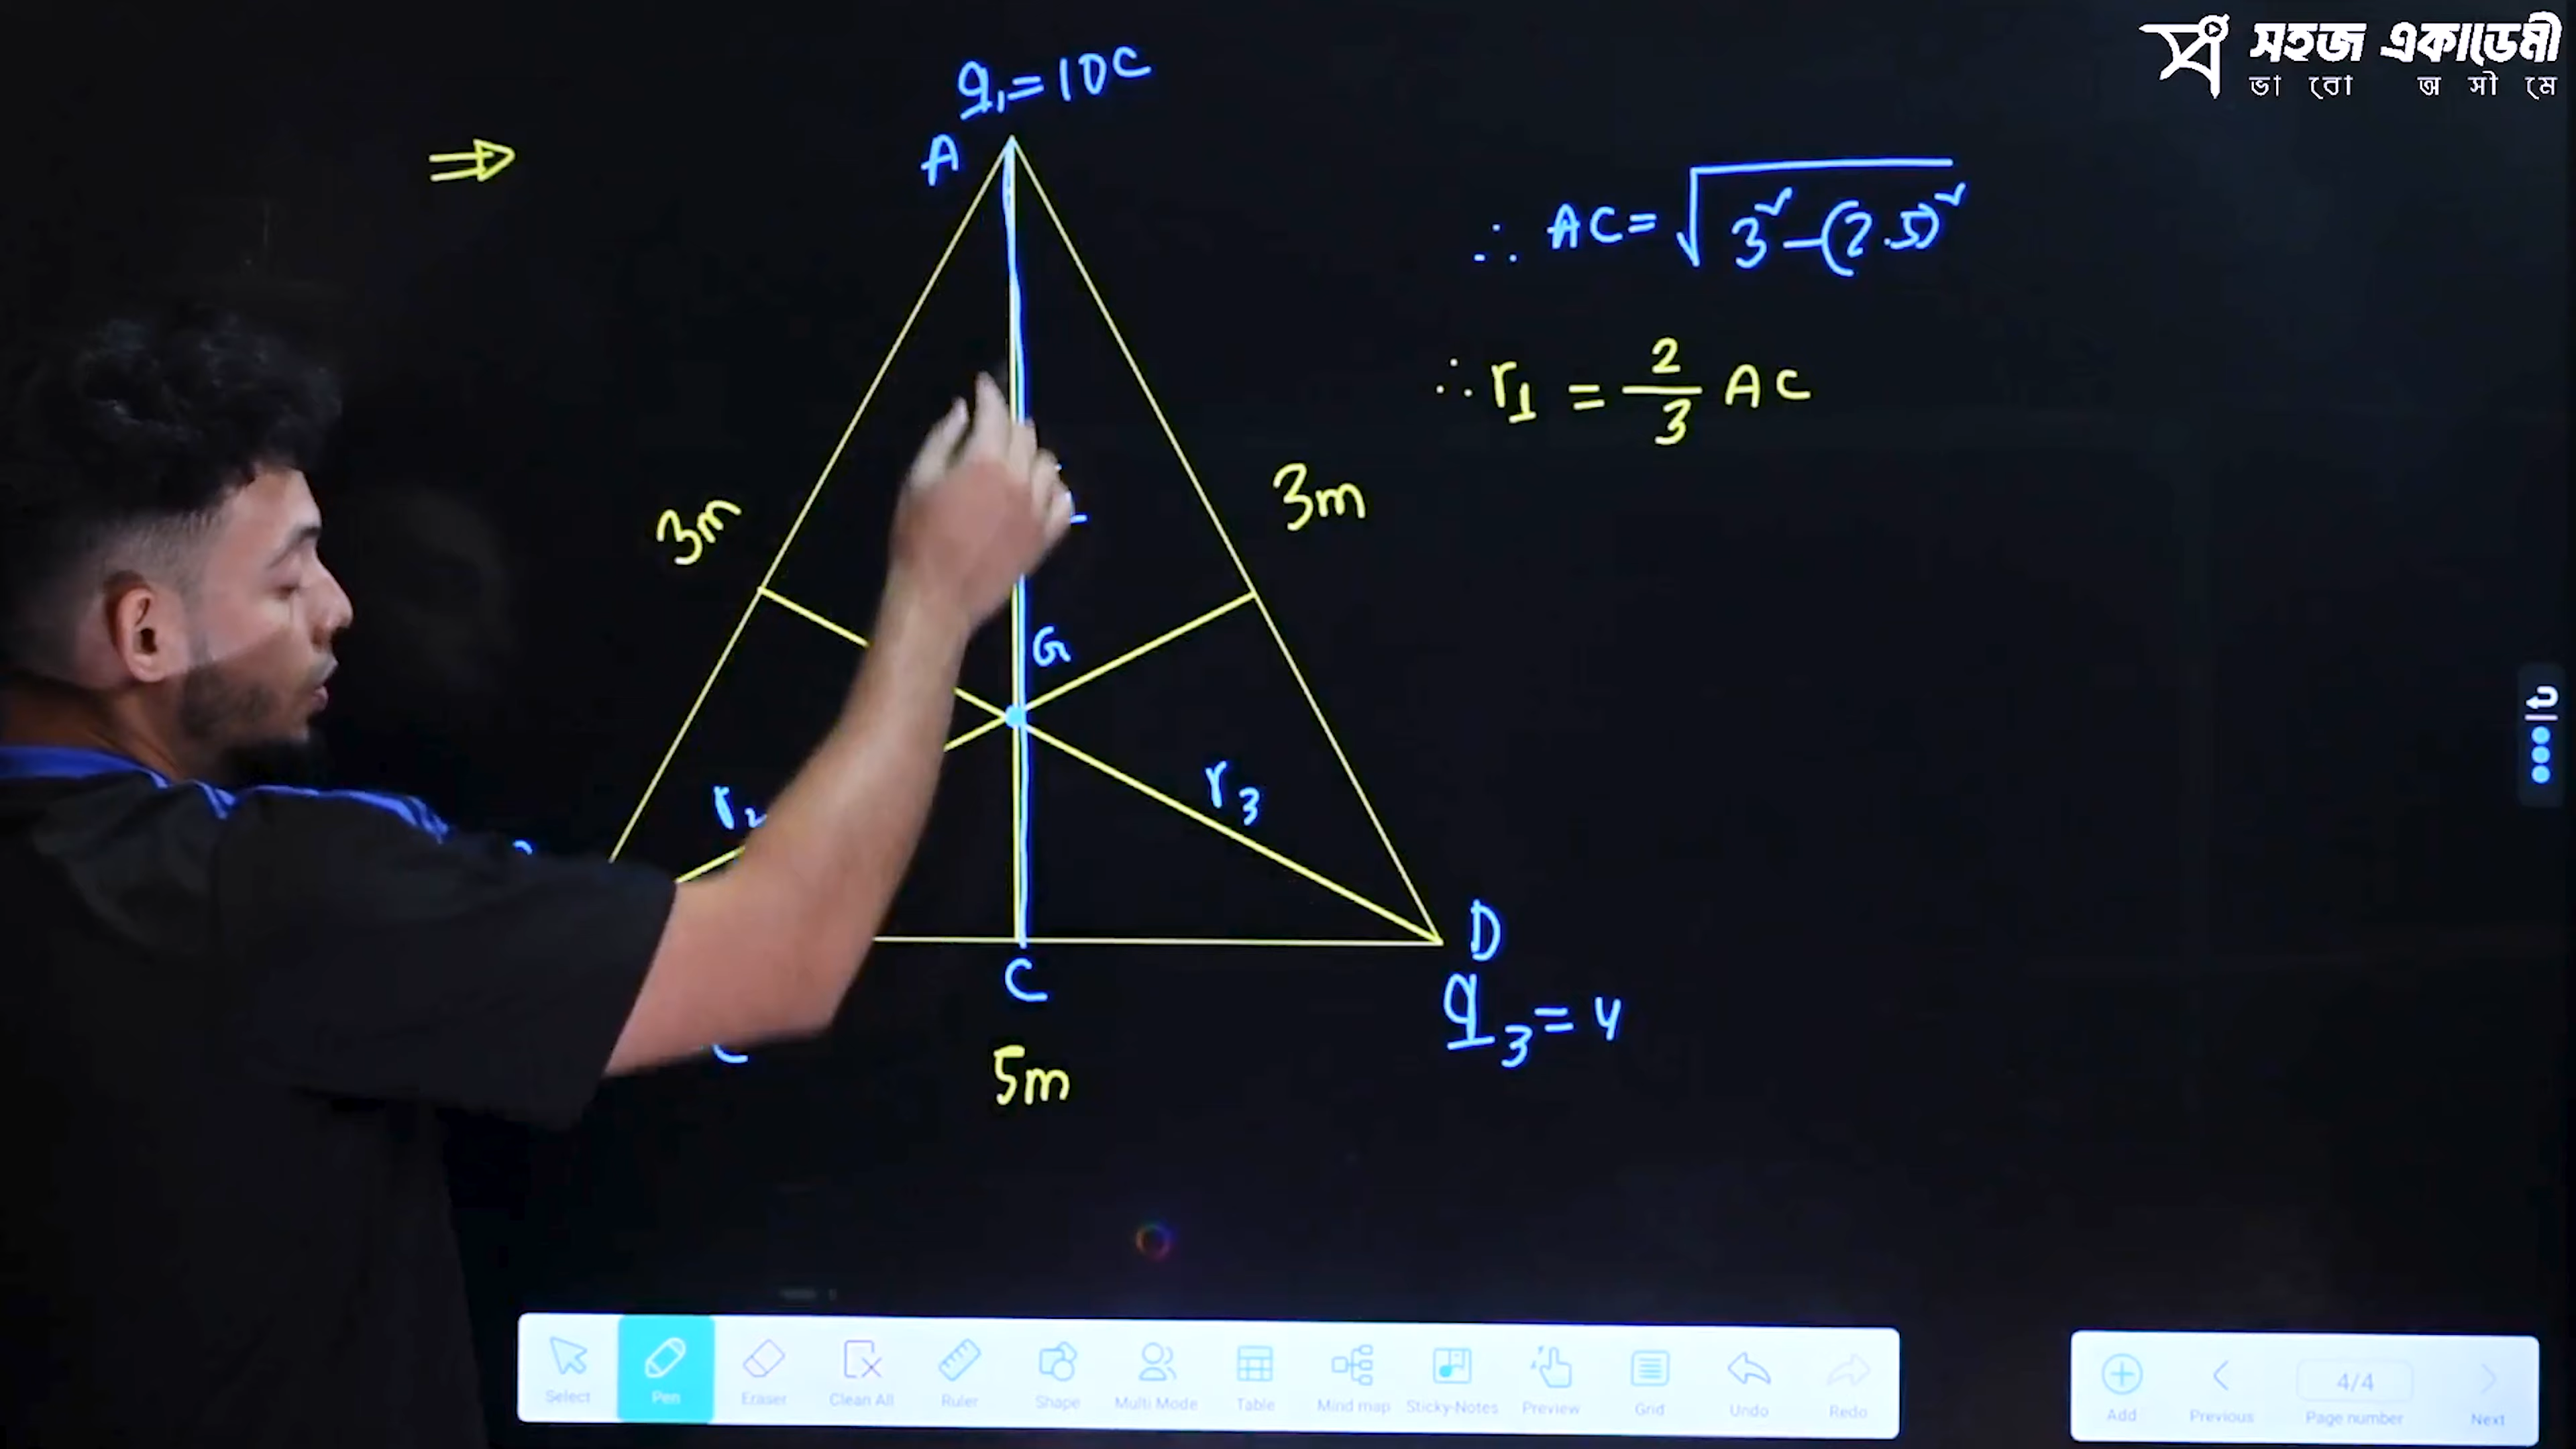 সহজ একাডেমী
ভাবো অসীমে
q₁=10C
A
∴ AC=√3²-(2.5)²
∴ r₁ = 2/3 AC
3m
3m
G
r₂
r₃
D
C
q₃=4
5m
Select
Pen
Eraser
Clean All
Ruler
Shape
Multi Mode
Table
Mind map
Sticky-Notes
Preview
Grid
Undo
Redo
Add
Previous
4/4
Page number
Next